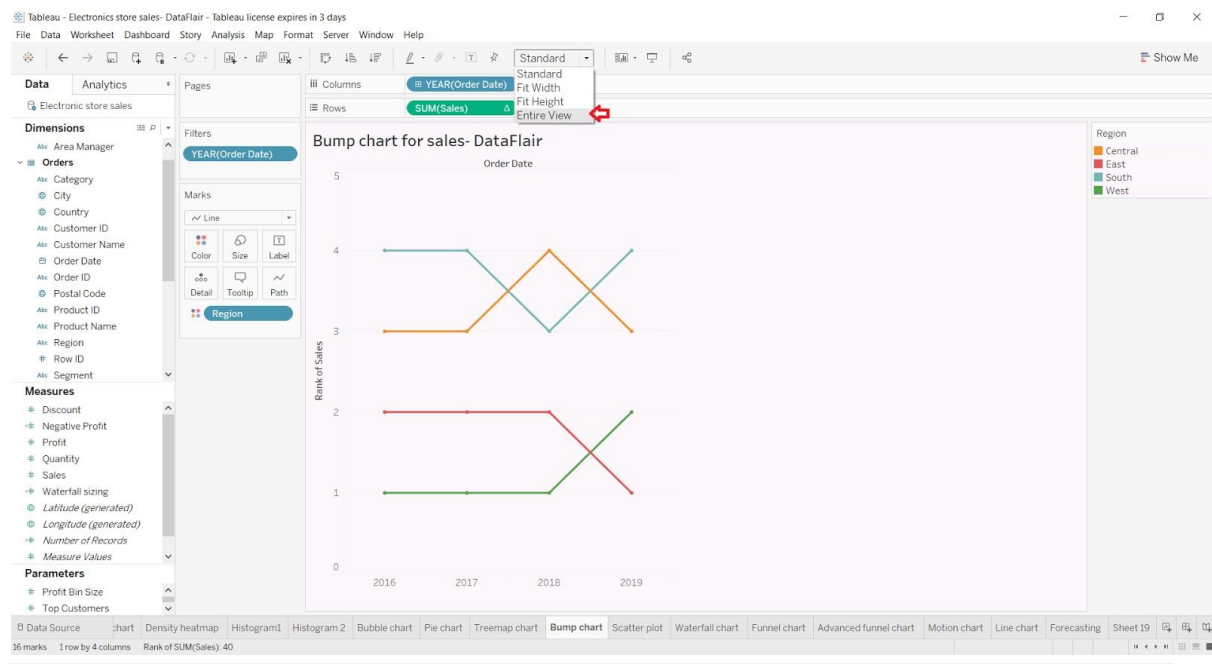 Tableau - Electronics store sales- DataFlair - Tableau license expires in 3 days
File Data Worksheet Dashboard Story Analysis Map Format Server Window Help
Standard
Show Me
Standard
Fit Width
Fit Height
Entire View
Data Analytics
Electronic store sales
Dimensions
Abc Area Manager
Orders
Abc Category
City
Country
Abc Customer ID
Abc Customer Name
Order Date
Abc Order ID
Postal Code
Abc Product ID
Abc Product Name
Abc Region
# Row ID
Abc Segment
Measures
# Discount
# Negative Profit
# Profit
# Quantity
# Sales
# Waterfall sizing
Latitude (generated)
Longitude (generated)
# Number of Records
# Measure Values
Parameters
# Profit Bin Size
# Top Customers
Pages
Filters
YEAR(Order Date)
Marks
Line
Color Size Label
Detail Tooltip Path
Region
Columns YEAR(Order Date)
Rows SUM(Sales) Δ
Bump chart for sales- DataFlair
Order Date
Rank of Sales
5
4
3
2
1
0
2016 2017 2018 2019
Region
Central
East
South
West
Data Source chart Density heatmap Histogram1 Histogram 2 Bubble chart Pie chart Treemap chart Bump chart Scatter plot Waterfall chart Funnel chart Advanced funnel chart Motion chart Line chart Forecasting Sheet 19
16 marks 1 row by 4 columns Rank of SUM(Sales): 40